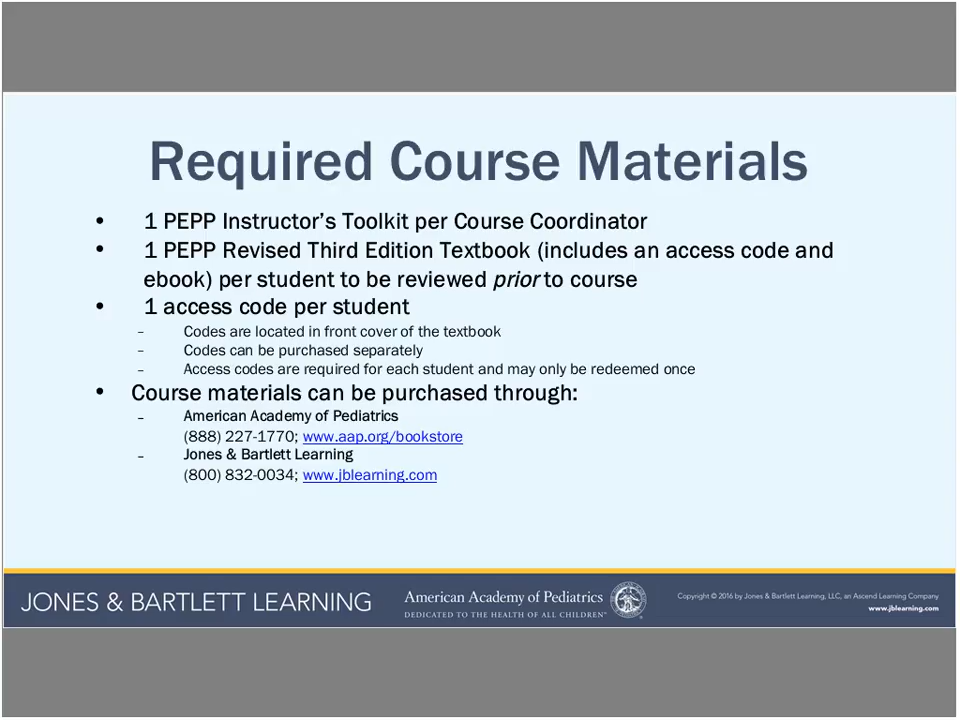 Required Course Materials
• 1 PEPP Instructor’s Toolkit per Course Coordinator
• 1 PEPP Revised Third Edition Textbook (includes an access code and
ebook) per student to be reviewed prior to course
• 1 access code per student
– Codes are located in front cover of the textbook
– Codes can be purchased separately
– Access codes are required for each student and may only be redeemed once
• Course materials can be purchased through:
– American Academy of Pediatrics
(888) 227-1770; www.aap.org/bookstore
– Jones & Bartlett Learning
(800) 832-0034; www.jblearning.com
JONES & BARTLETT LEARNING
American Academy of Pediatrics
DEDICATED TO THE HEALTH OF ALL CHILDREN™
Copyright © 2016 by Jones & Bartlett Learning, LLC, an Ascend Learning Company
www.jblearning.com